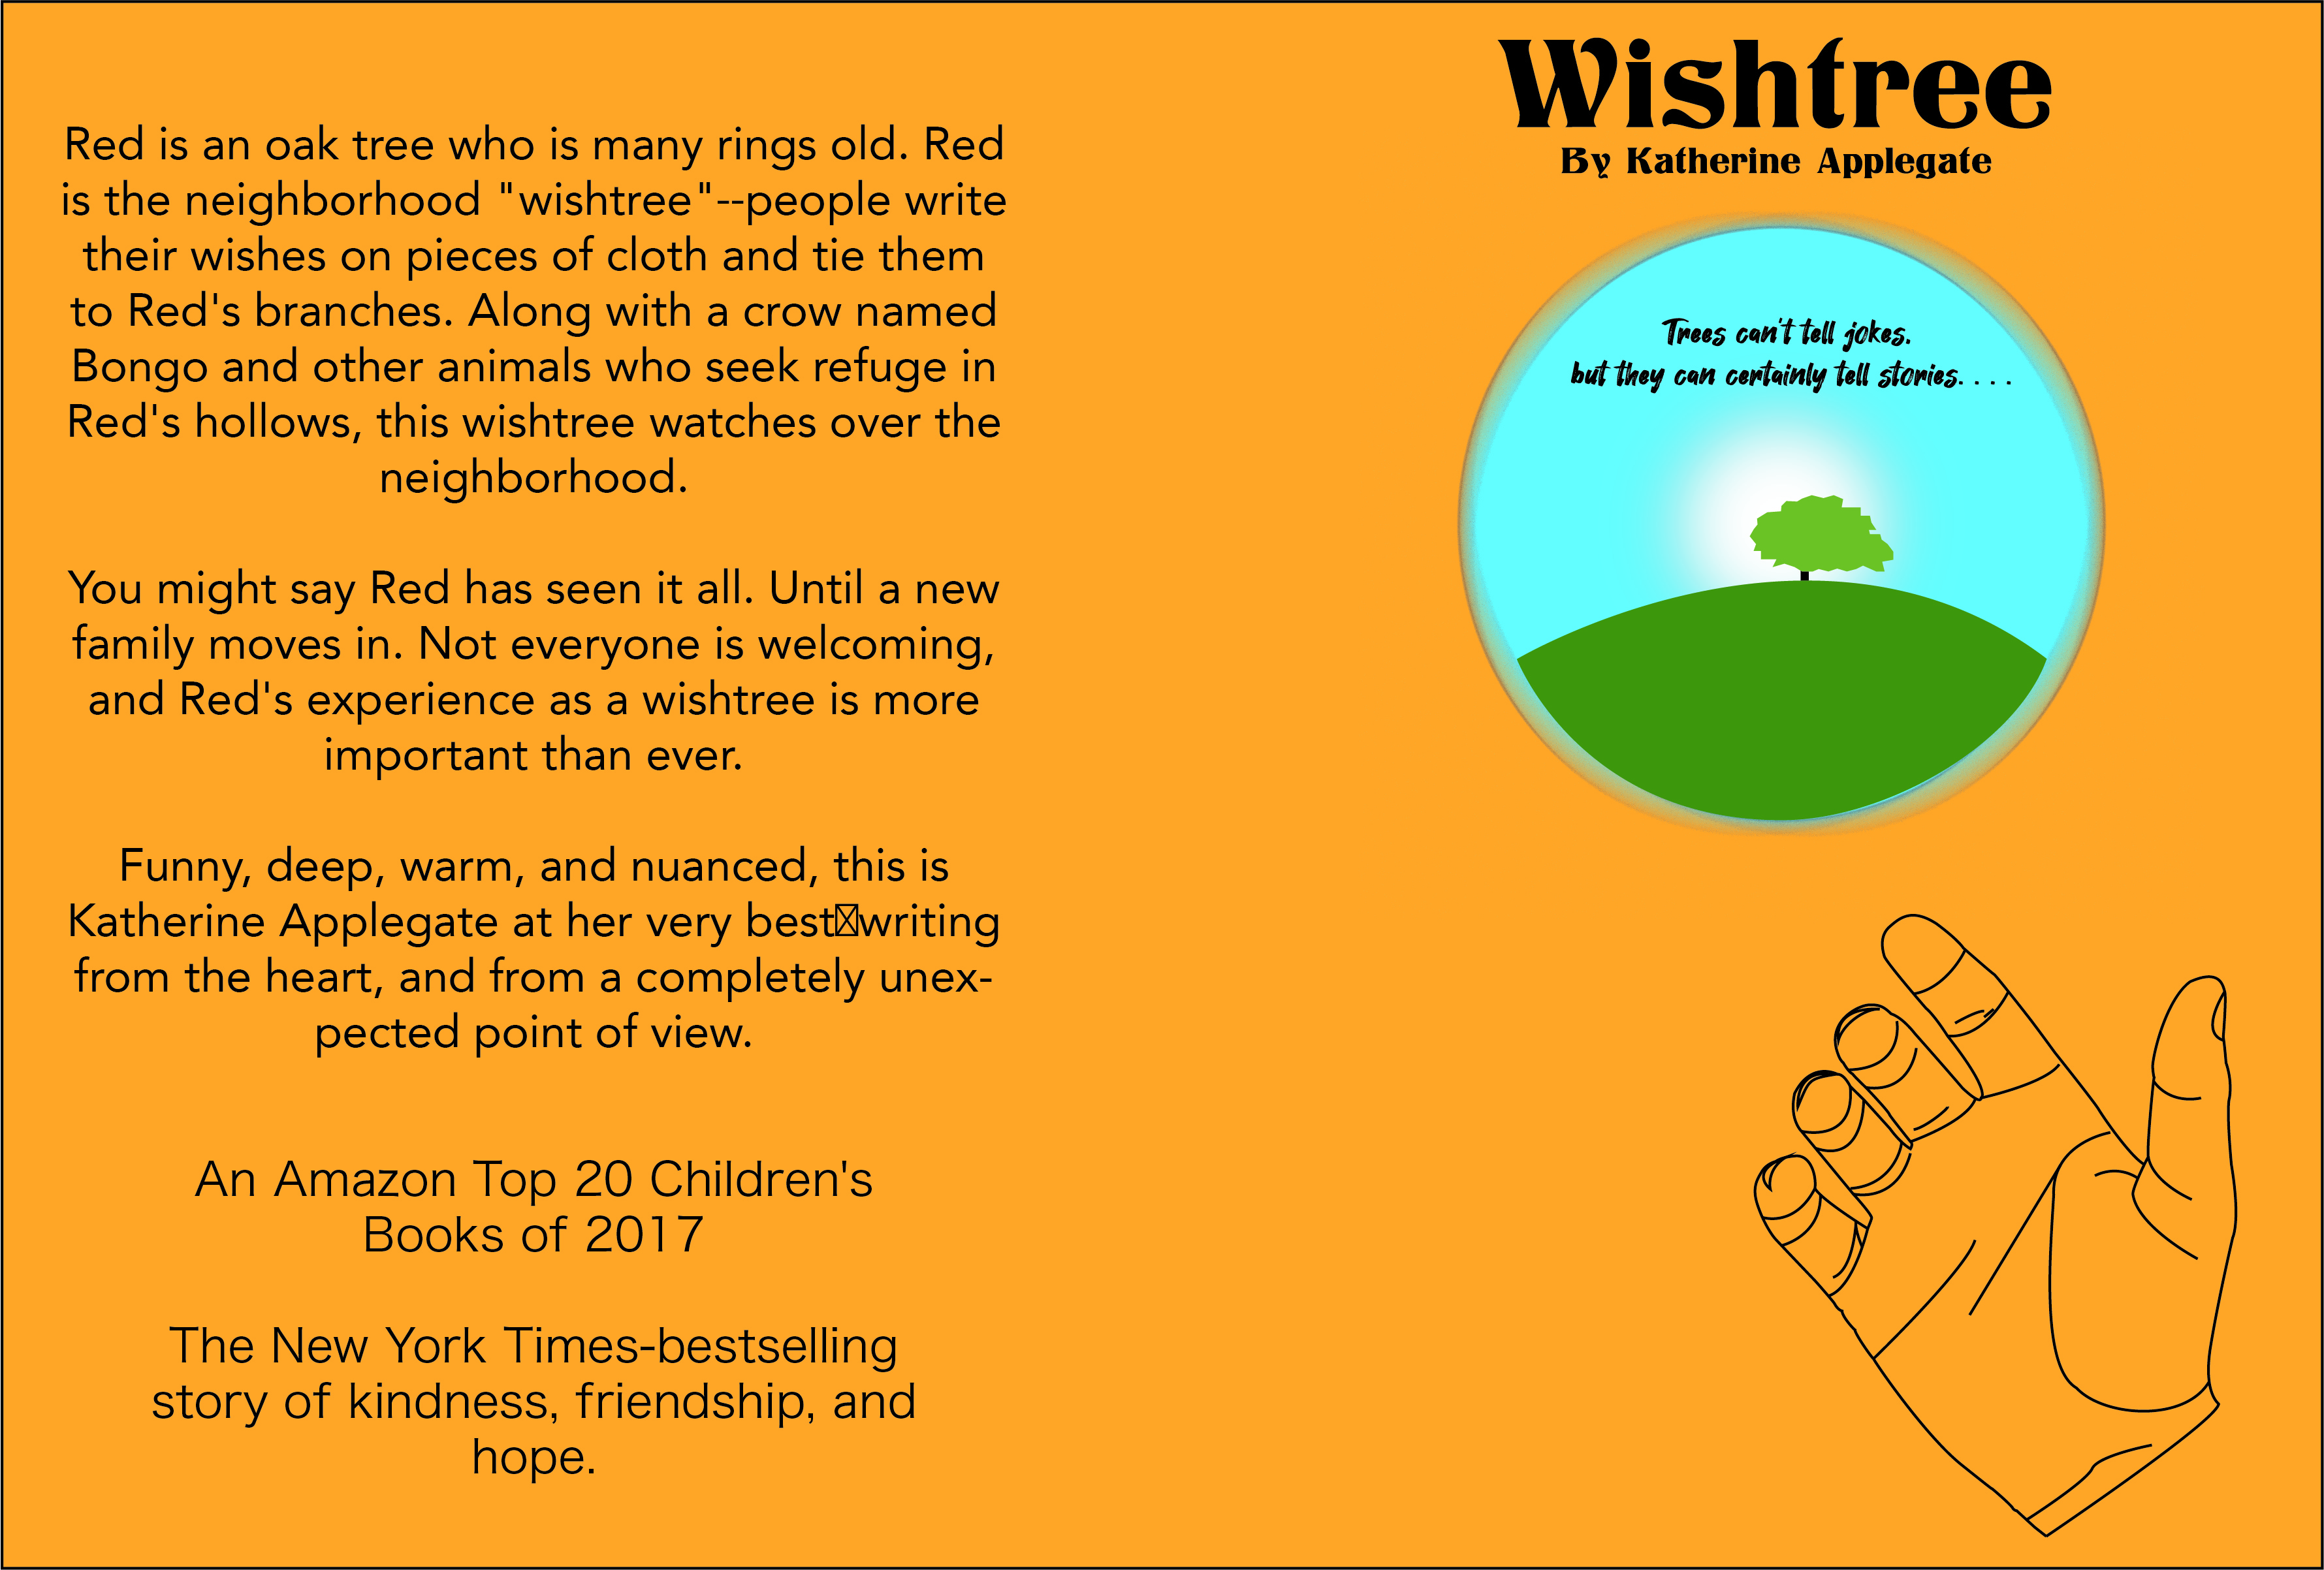 Red is an oak tree who is many rings old. Red
is the neighborhood "wishtree"--people write
their wishes on pieces of cloth and tie them
to Red's branches. Along with a crow named
Bongo and other animals who seek refuge in
Red's hollows, this wishtree watches over the
neighborhood.
You might say Red has seen it all. Until a new
family moves in. Not everyone is welcoming,
and Red's experience as a wishtree is more
important than ever.
Funny, deep, warm, and nuanced, this is
Katherine Applegate at her very best☒writing
from the heart, and from a completely unex-
pected point of view.
An Amazon Top 20 Children's
Books of 2017
The New York Times-bestselling
story of kindness, friendship, and
hope.
Wishtree
By Katherine Applegate
Trees can't tell jokes.
but they can certainly tell stories. . . .